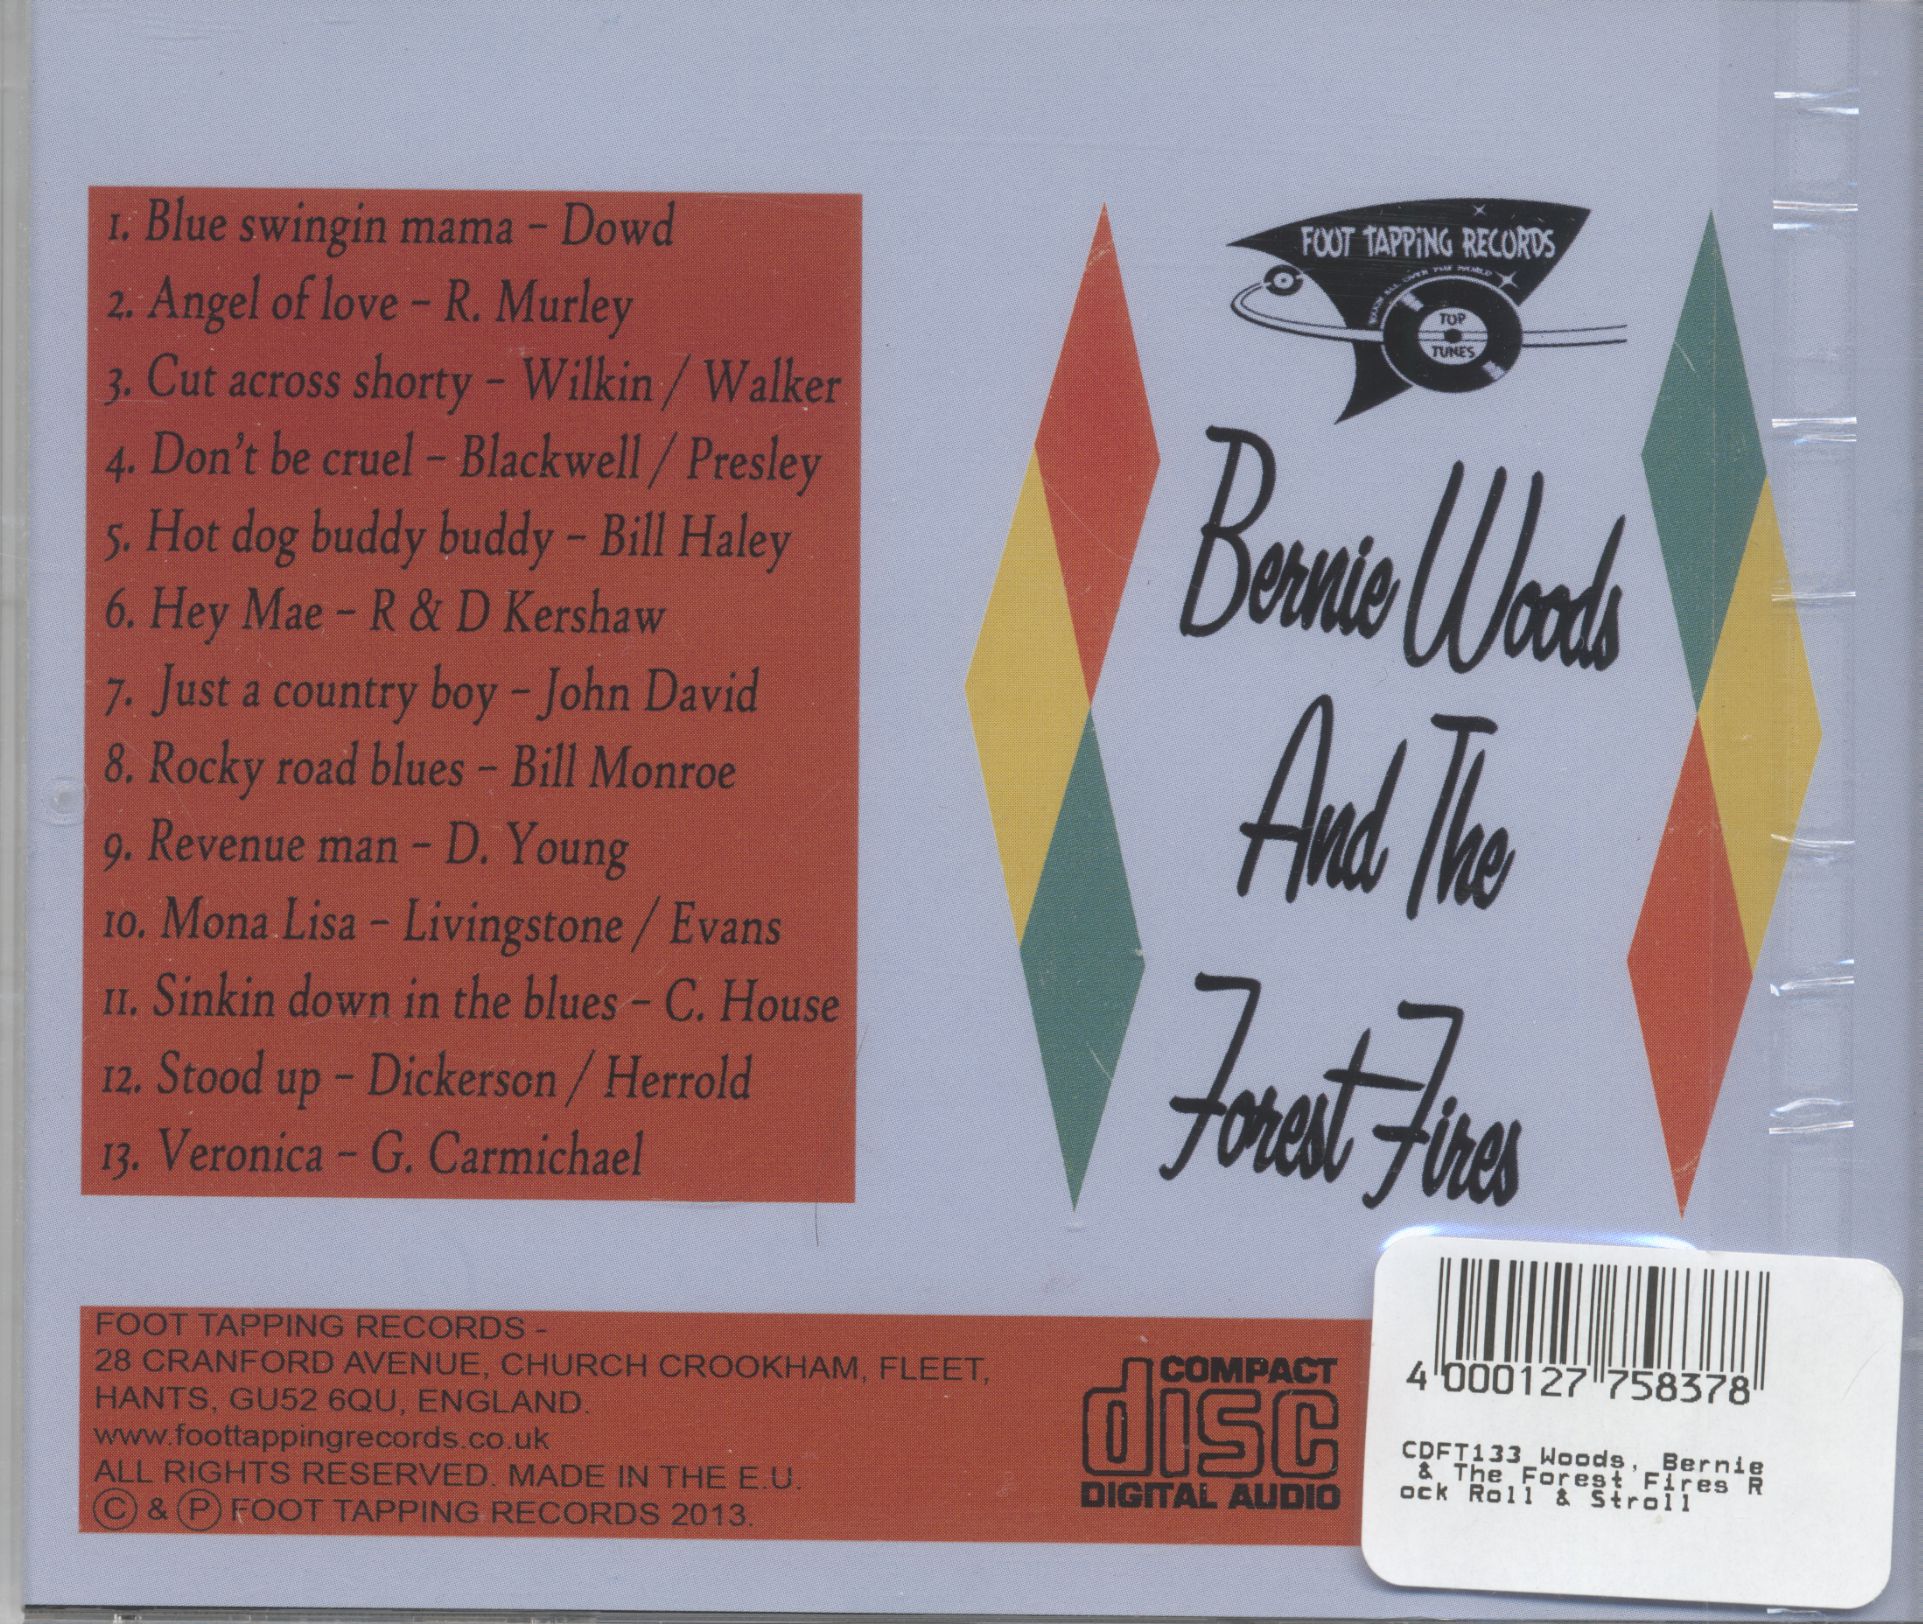 1. Blue swingin mama – Dowd
2. Angel of love – R. Murley
3. Cut across shorty – Wilkin / Walker
4. Don't be cruel – Blackwell / Presley
5. Hot dog buddy buddy – Bill Haley
6. Hey Mae – R & D Kershaw
7. Just a country boy – John David
8. Rocky road blues – Bill Monroe
9. Revenue man – D. Young
10. Mona Lisa – Livingstone / Evans
11. Sinkin down in the blues – C. House
12. Stood up – Dickerson / Herrold
13. Veronica – G. Carmichael
FOOT TAPPING RECORDS
TOP
TUNES
Bernie Woods
And The
Forest Fires
FOOT TAPPING RECORDS -
28 CRANFORD AVENUE, CHURCH CROOKHAM, FLEET,
HANTS, GU52 6QU, ENGLAND.
www.foottappingrecords.co.uk
ALL RIGHTS RESERVED. MADE IN THE E.U.
© & ℗ FOOT TAPPING RECORDS 2013.
COMPACT
disc
DIGITAL AUDIO
4 000127 758378
CDFT133 Woods, Bernie
& The Forest Fires R
ock Roll & Stroll